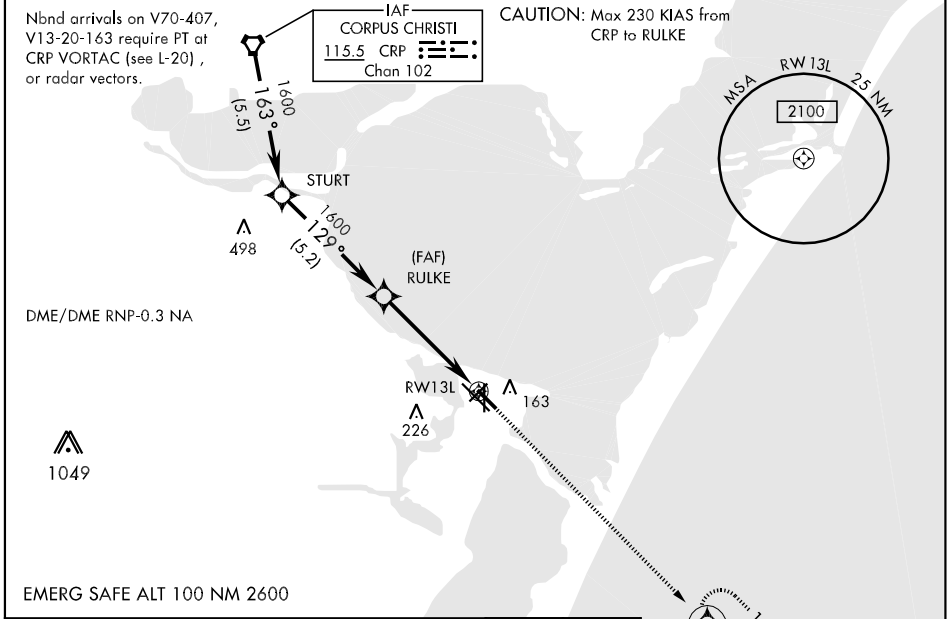 Nbnd arrivals on V70-407,
V13-20-163 require PT at
CRP VORTAC (see L-20) ,
or radar vectors.
IAF
CORPUS CHRISTI
115.5 CRP
Chan 102
CAUTION: Max 230 KIAS from
CRP to RULKE
MSA RW 13L 25 NM
2100
1600
163°
(5.5)
STURT
498
1600
129°
(5.2)
(FAF)
RULKE
DME/DME RNP-0.3 NA
RW13L
163
226
1049
EMERG SAFE ALT 100 NM 2600